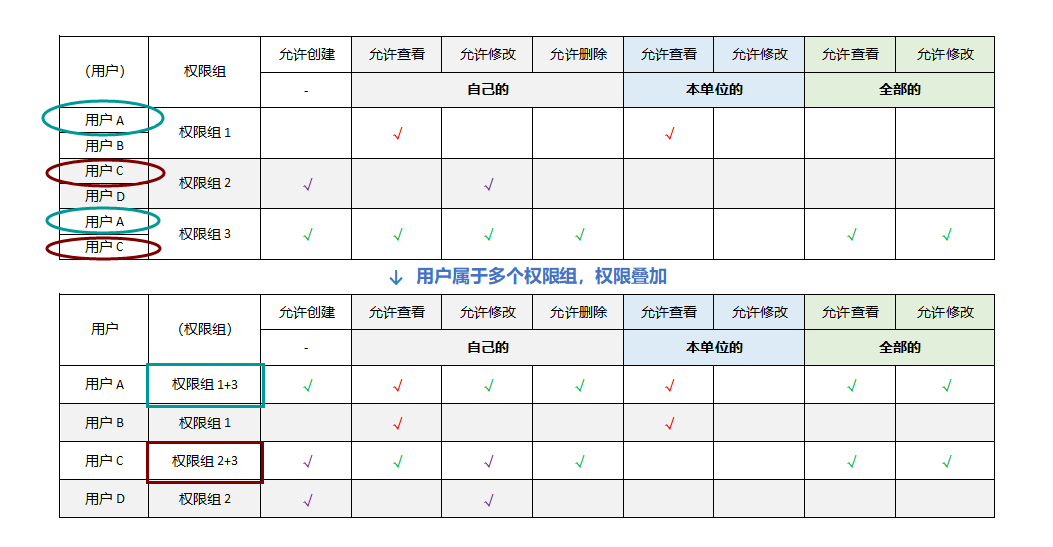 （用户） 权限组 允许创建 允许查看 允许修改 允许删除 允许查看 允许修改 允许查看 允许修改
- 自己的 本单位的 全部的
用户 A 权限组 1 √ √
用户 B
用户 C 权限组 2 √ √
用户 D
用户 A 权限组 3 √ √ √ √ √ √
用户 C
↓ 用户属于多个权限组，权限叠加
用户 （权限组） 允许创建 允许查看 允许修改 允许删除 允许查看 允许修改 允许查看 允许修改
- 自己的 本单位的 全部的
用户 A 权限组 1+3 √ √ √ √ √ √ √
用户 B 权限组 1 √ √
用户 C 权限组 2+3 √ √ √ √ √ √
用户 D 权限组 2 √ √